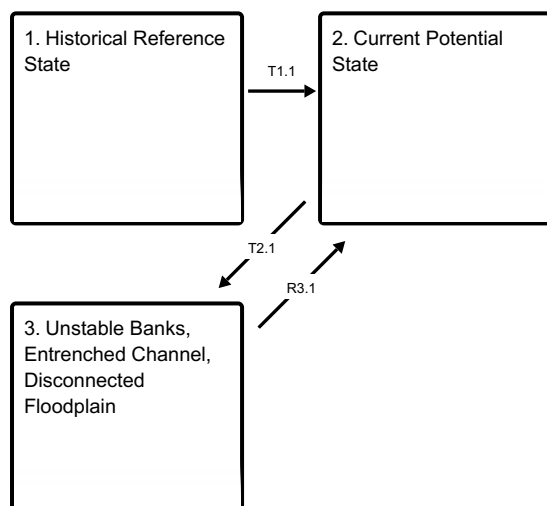 1. Historical Reference
State
T1.1
2. Current Potential
State
T2.1
R3.1
3. Unstable Banks,
Entrenched Channel,
Disconnected
Floodplain